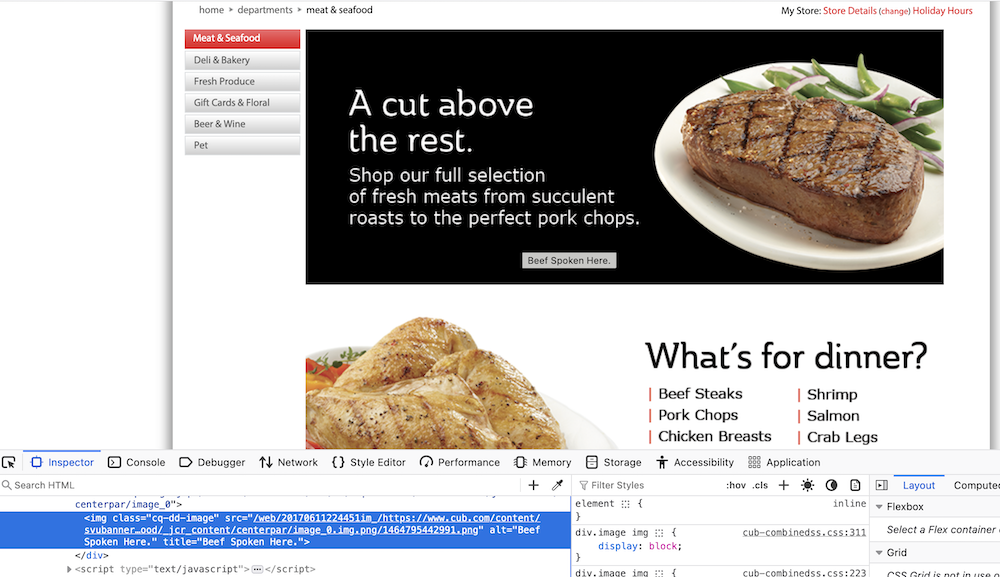 home ▸ departments ▸ meat & seafood
My Store: Store Details (change) Holiday Hours
Meat & Seafood
Deli & Bakery
Fresh Produce
Gift Cards & Floral
Beer & Wine
Pet
A cut above
the rest.
Shop our full selection
of fresh meats from succulent
roasts to the perfect pork chops.
Beef Spoken Here.
What's for dinner?
Beef Steaks
Pork Chops
Chicken Breasts
Shrimp
Salmon
Crab Legs
Inspector Console Debugger Network {} Style Editor Performance Memory Storage Accessibility Application
Search HTML
centerpar/image_0">
<img class="cq-dd-image" src="/web/20170611224451im_/https://www.cub.com/content/
svubanner…ood/_jcr_content/centerpar/image_0.img.png/1464795442991.png" alt="Beef
Spoken Here." title="Beef Spoken Here.">
</div>
<script type="text/javascript">…</script>
Filter Styles :hov .cls +
element { inline
}
div.image img { cub-combinedss.css:311
display: block;
}
div.image img { cub-combinedss.css:223
Layout Compute
Flexbox
Select a Flex container
Grid
CSS Grid is not in use